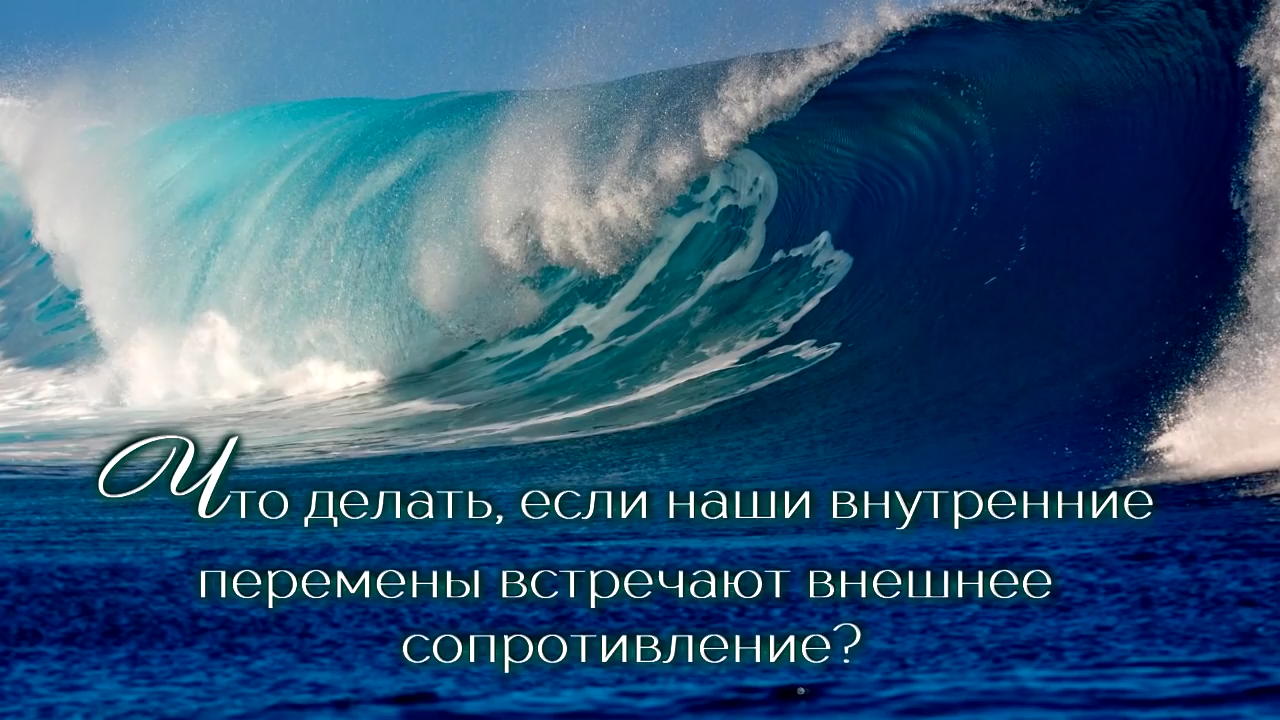 Что делать, если наши внутренние
перемены встречают внешнее
сопротивление?